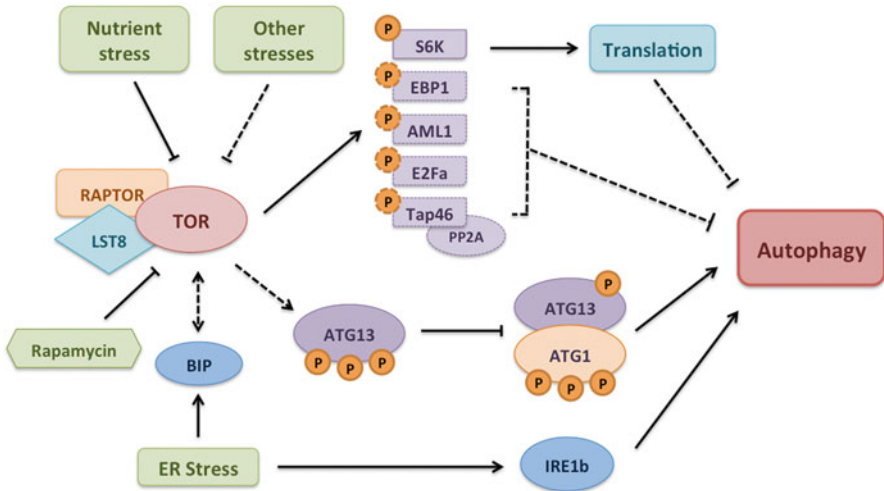 Nutrient
stress
Other
stresses
P
S6K
Translation
P
EBP1
P
AML1
P
E2Fa
P
Tap46
PP2A
RAPTOR
TOR
LST8
Autophagy
Rapamycin
BIP
ATG13
P P P
P
ATG13
ATG1
P P P
ER Stress
IRE1b